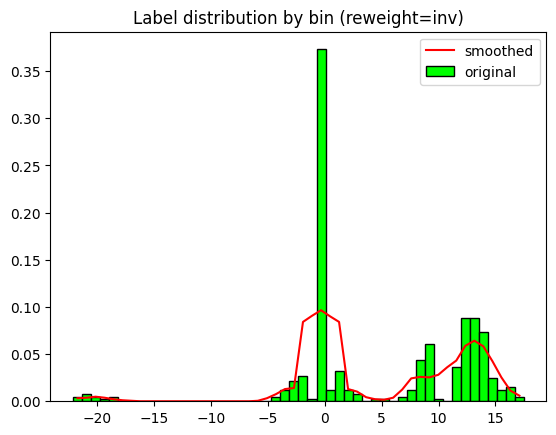 Label distribution by bin (reweight=inv)
smoothed
original
0.35
0.30
0.25
0.20
0.15
0.10
0.05
0.00
−20 −15 −10 −5 0 5 10 15